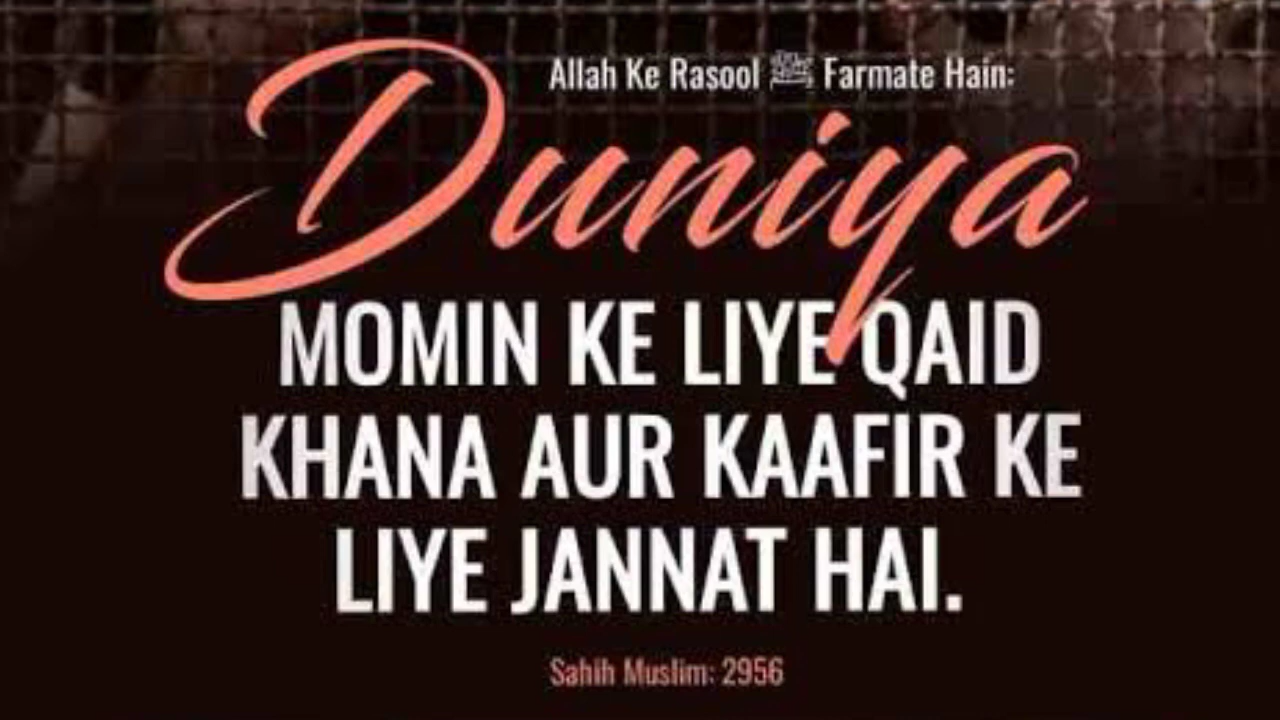 Allah Ke Rasool ﷺ Farmate Hain:
Duniya
MOMIN KE LIYE QAID
KHANA AUR KAAFIR KE
LIYE JANNAT HAI.
Sahih Muslim: 2956